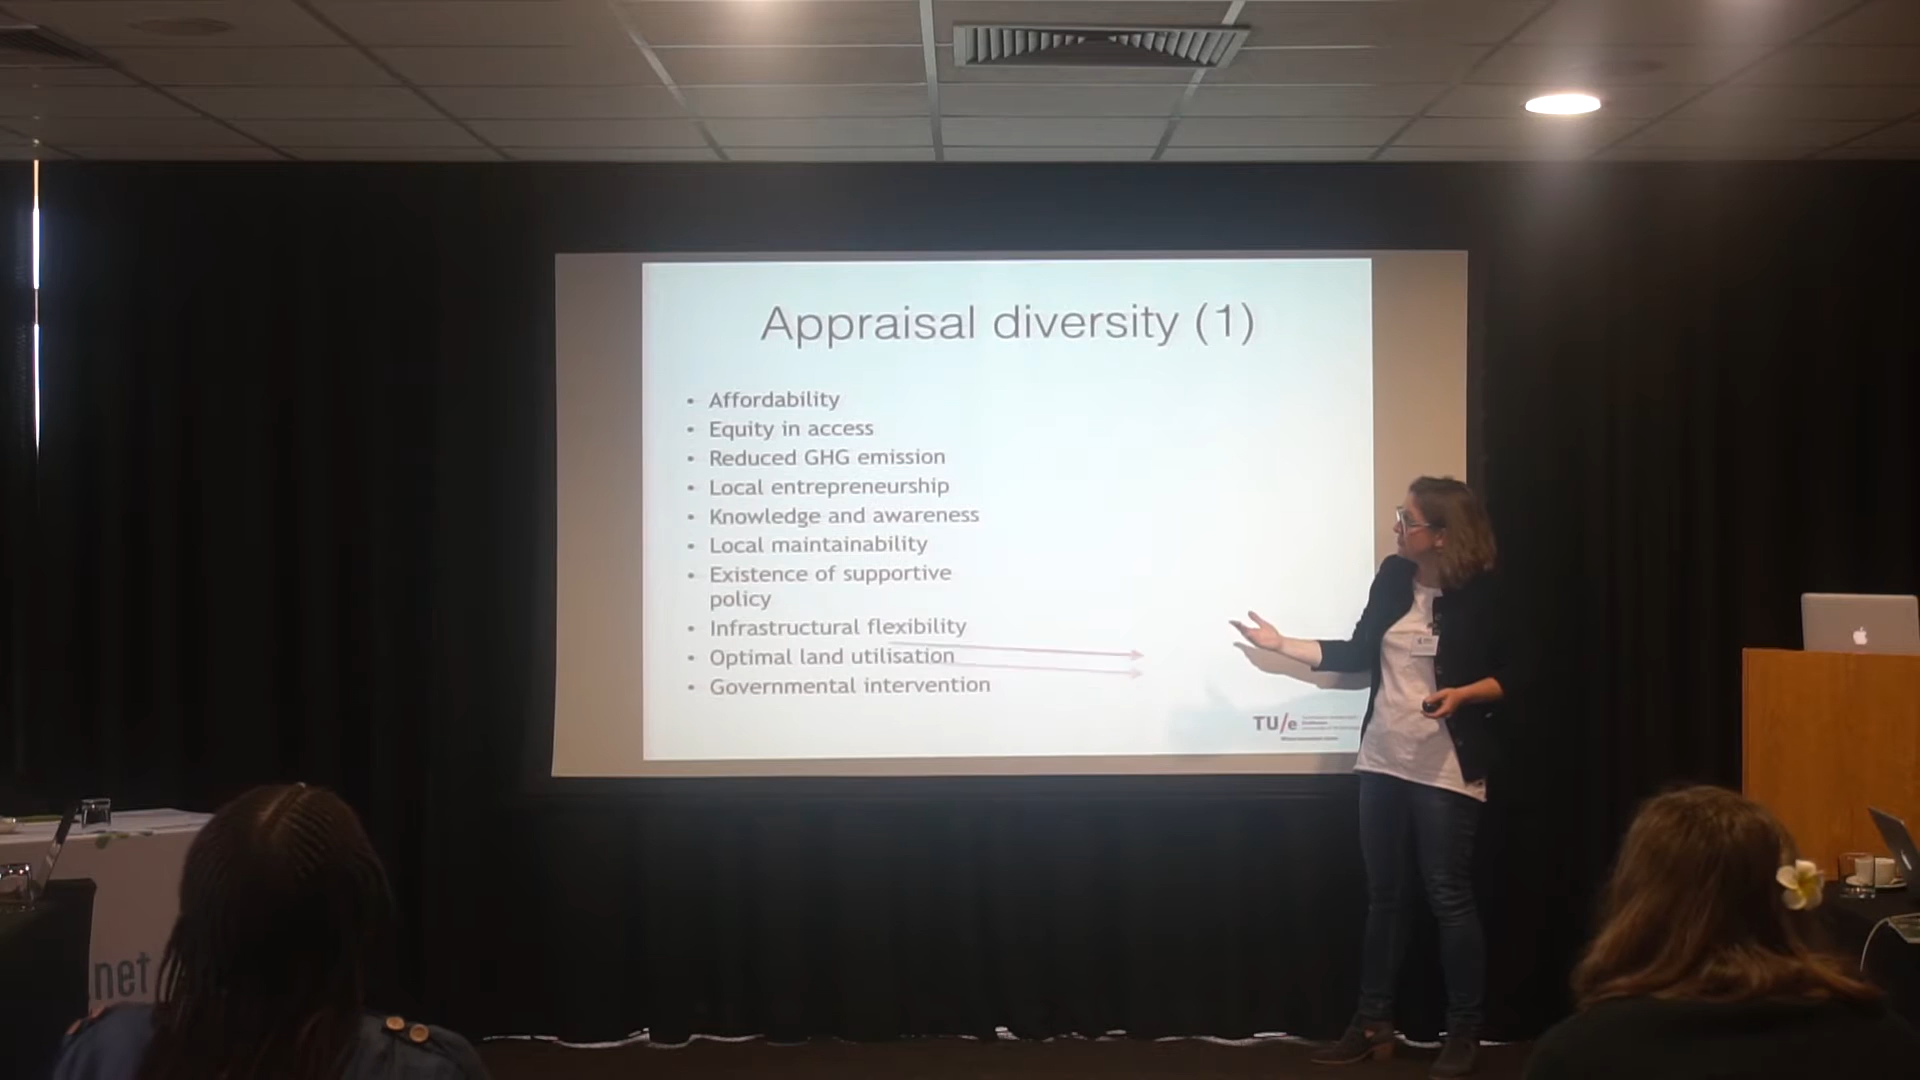 Appraisal diversity (1)
• Affordability
• Equity in access
• Reduced GHG emission
• Local entrepreneurship
• Knowledge and awareness
• Local maintainability
• Existence of supportive
policy
• Infrastructural flexibility
• Optimal land utilisation
• Governmental intervention
TU/e
net